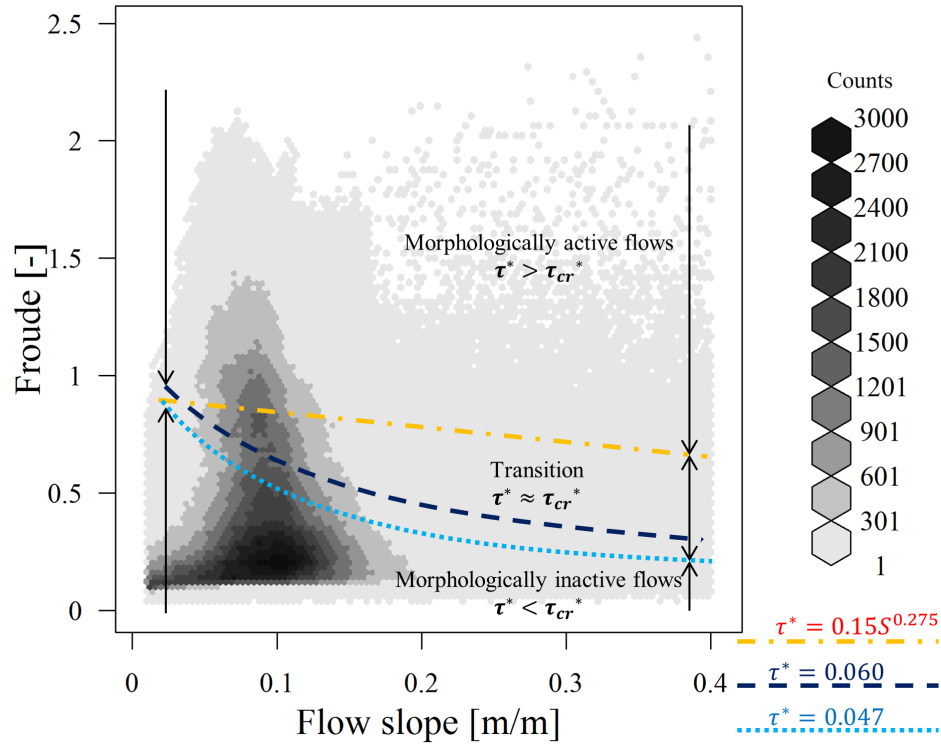 2.5
2
1.5
1
0.5
0
Froude [-]
0
0.1
0.2
0.3
0.4
Flow slope [m/m]
Morphologically active flows
τ* > τcr*
Transition
τ* ≈ τcr*
Morphologically inactive flows
τ* < τcr*
Counts
3000
2700
2400
2100
1800
1500
1201
901
601
301
1
τ* = 0.15S^0.275
τ* = 0.060
τ* = 0.047